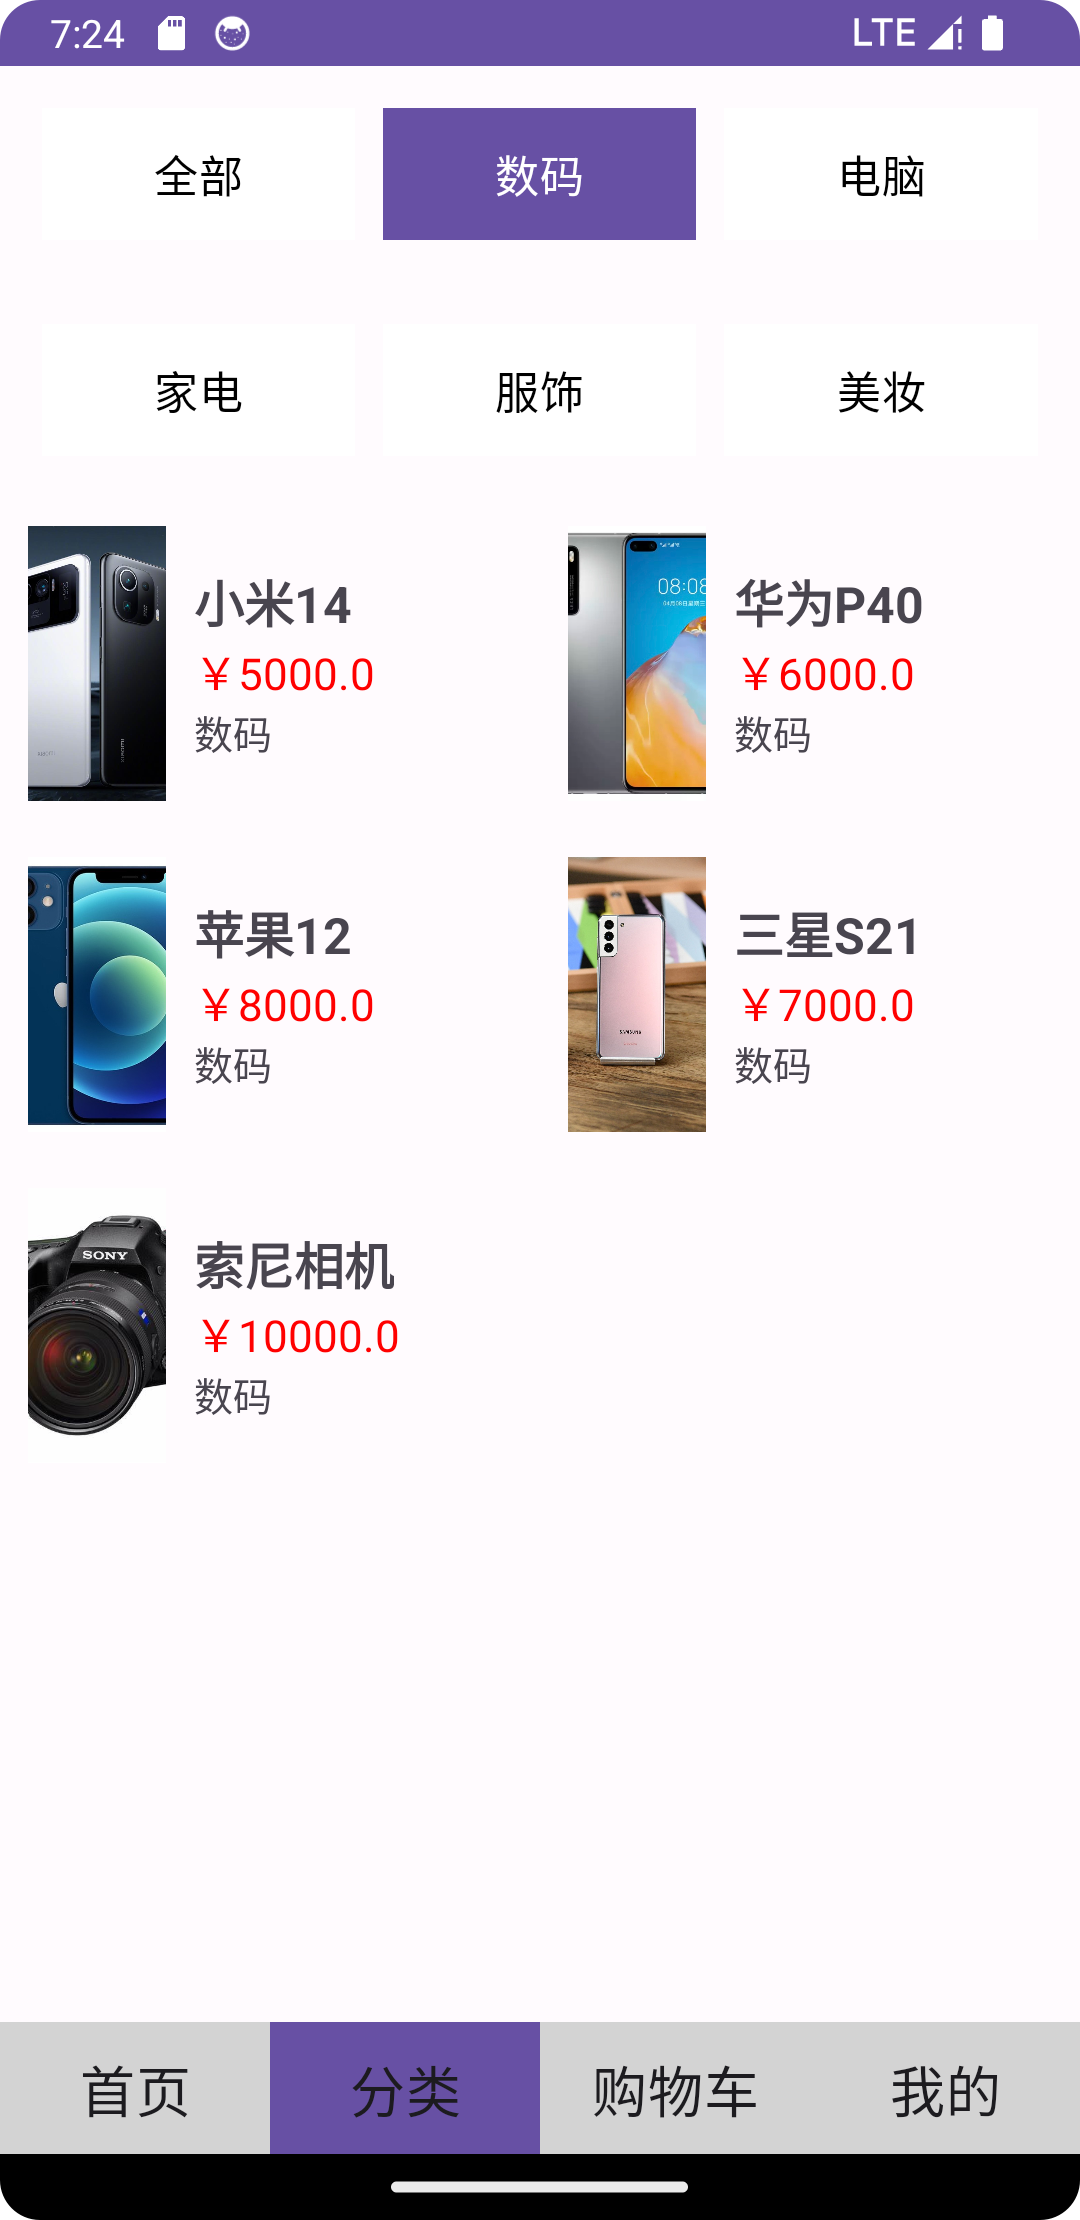 7:24
LTE
全部
数码
电脑
家电
服饰
美妆
小米14
￥5000.0
数码
华为P40
￥6000.0
数码
08:08
苹果12
￥8000.0
数码
三星S21
￥7000.0
数码
SAMSUNG
SONY
索尼相机
￥10000.0
数码
首页
分类
购物车
我的